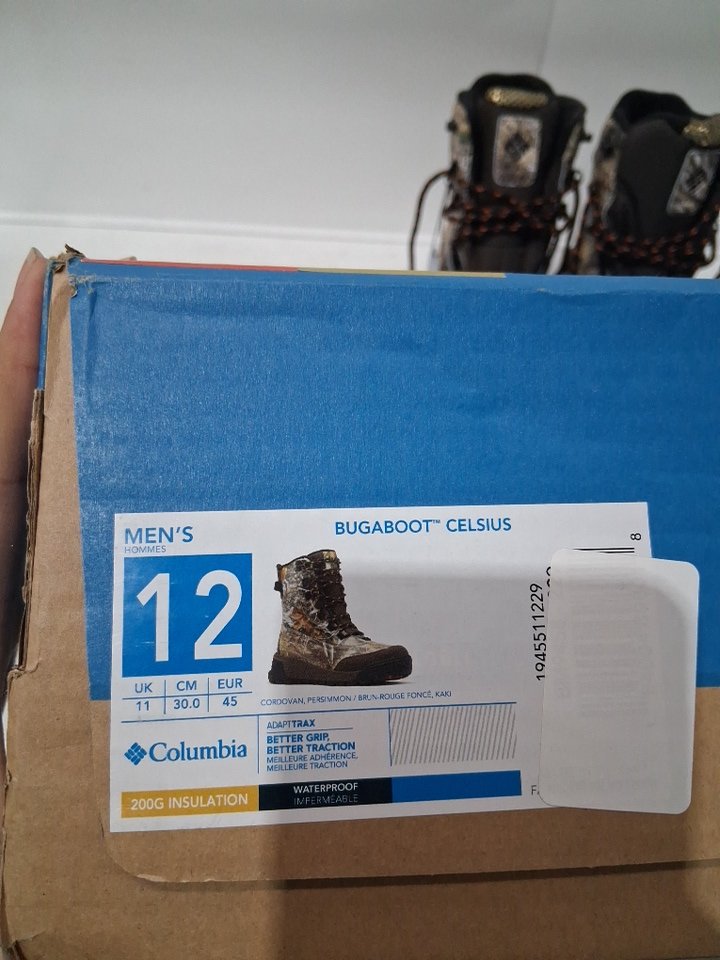 MEN'S
HOMMES
BUGABOOT™ CELSIUS
12
UK CM EUR
11 30.0 45
CORDOVAN, PERSIMMON / BRUN-ROUGE FONCÉ, KAKI
Columbia
ADAPTTRAX
BETTER GRIP,
BETTER TRACTION
MEILLEURE ADHÉRENCE,
MEILLEURE TRACTION
200G INSULATION
WATERPROOF
IMPERMÉABLE
1945511229
8